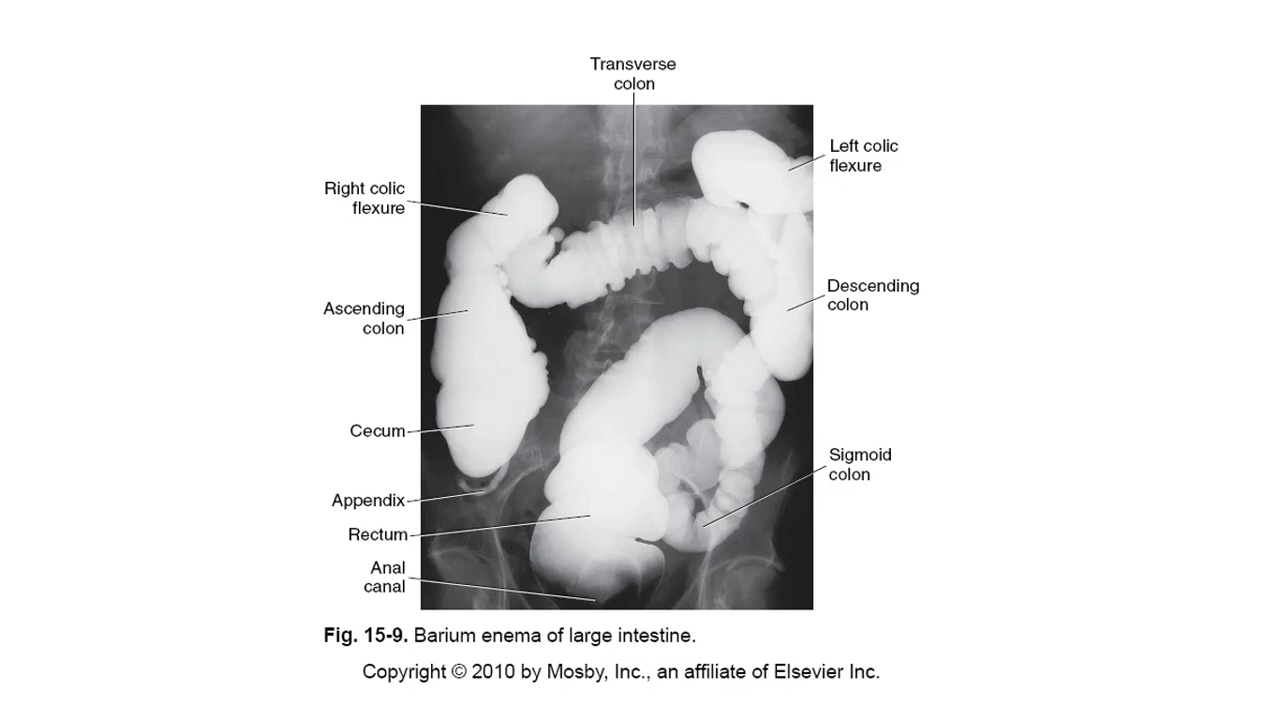 Transverse
colon
Left colic
flexure
Right colic
flexure
Descending
colon
Ascending
colon
Cecum
Sigmoid
colon
Appendix
Rectum
Anal
canal
Fig. 15-9. Barium enema of large intestine.
Copyright © 2010 by Mosby, Inc., an affiliate of Elsevier Inc.